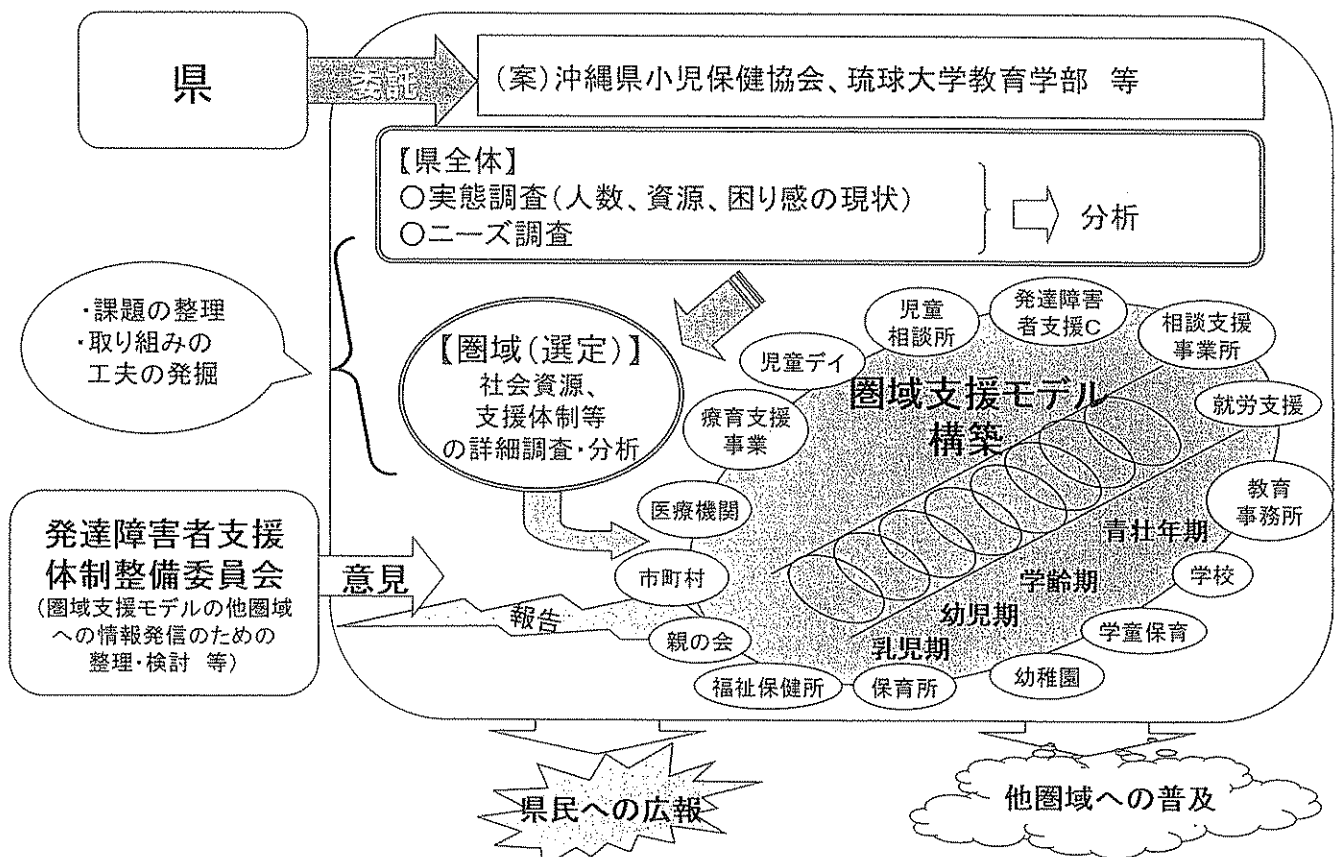 県
委託
(案)沖縄県小児保健協会、琉球大学教育学部 等
【県全体】
○実態調査(人数、資源、困り感の現状)
○ニーズ調査
分析
・課題の整理
・取り組みの
工夫の発掘
【圏域(選定)】
社会資源、
支援体制等
の詳細調査・分析
圏域支援モデル
構築
児童
相談所
発達障害
者支援C
相談支援
事業所
児童デイ
就労支援
療育支援
事業
教育
事務所
医療機関
青壮年期
市町村
学校
学齢期
幼児期
学童保育
親の会
乳児期
幼稚園
福祉保健所
保育所
発達障害者支援
体制整備委員会
(圏域支援モデルの他圏域
への情報発信のための
整理・検討 等)
意見
報告
県民への広報
他圏域への普及